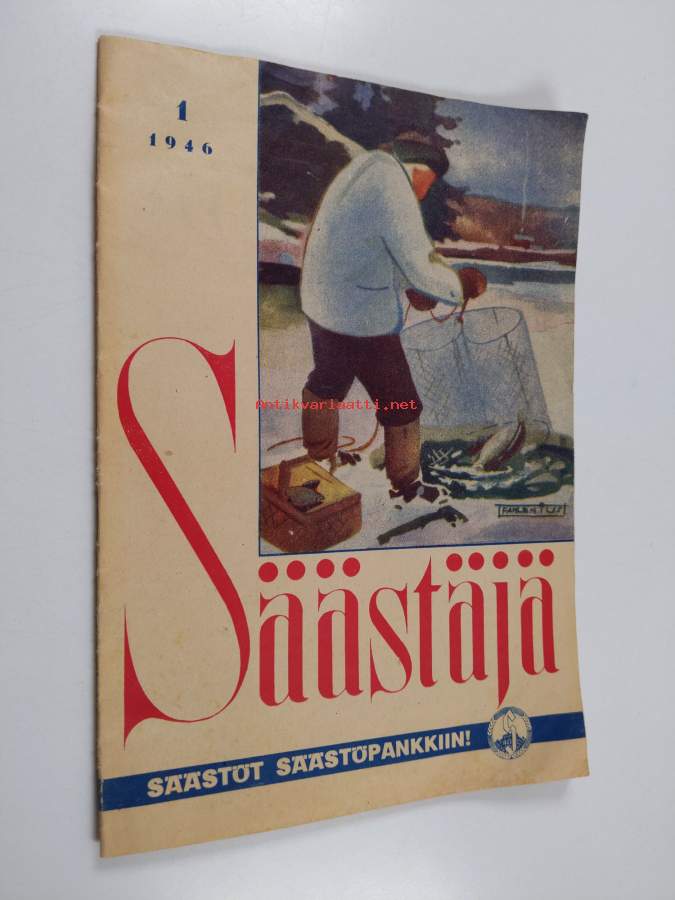 1
1946
Antikvariaatti.net
Säästäjä
SÄÄSTÖT SÄÄSTÖPANKKIIN!